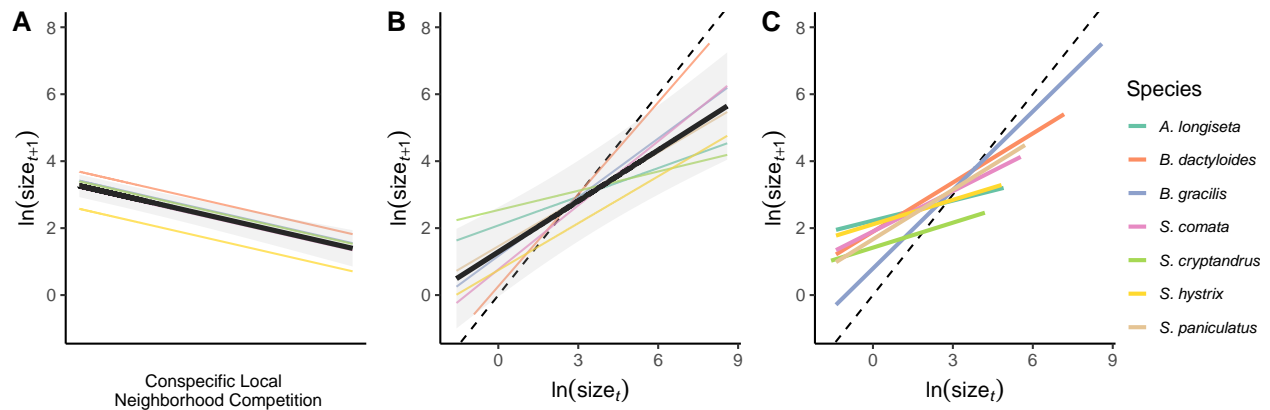 A
8
6
4
2
0
ln(size_{t+1})
Conspecific Local
Neighborhood Competition
B
8
6
4
2
0
ln(size_{t+1})
0 3 6 9
ln(size_t)
C
8
6
4
2
0
ln(size_{t+1})
0 3 6 9
ln(size_t)
Species
A. longiseta
B. dactyloides
B. gracilis
S. comata
S. cryptandrus
S. hystrix
S. paniculatus